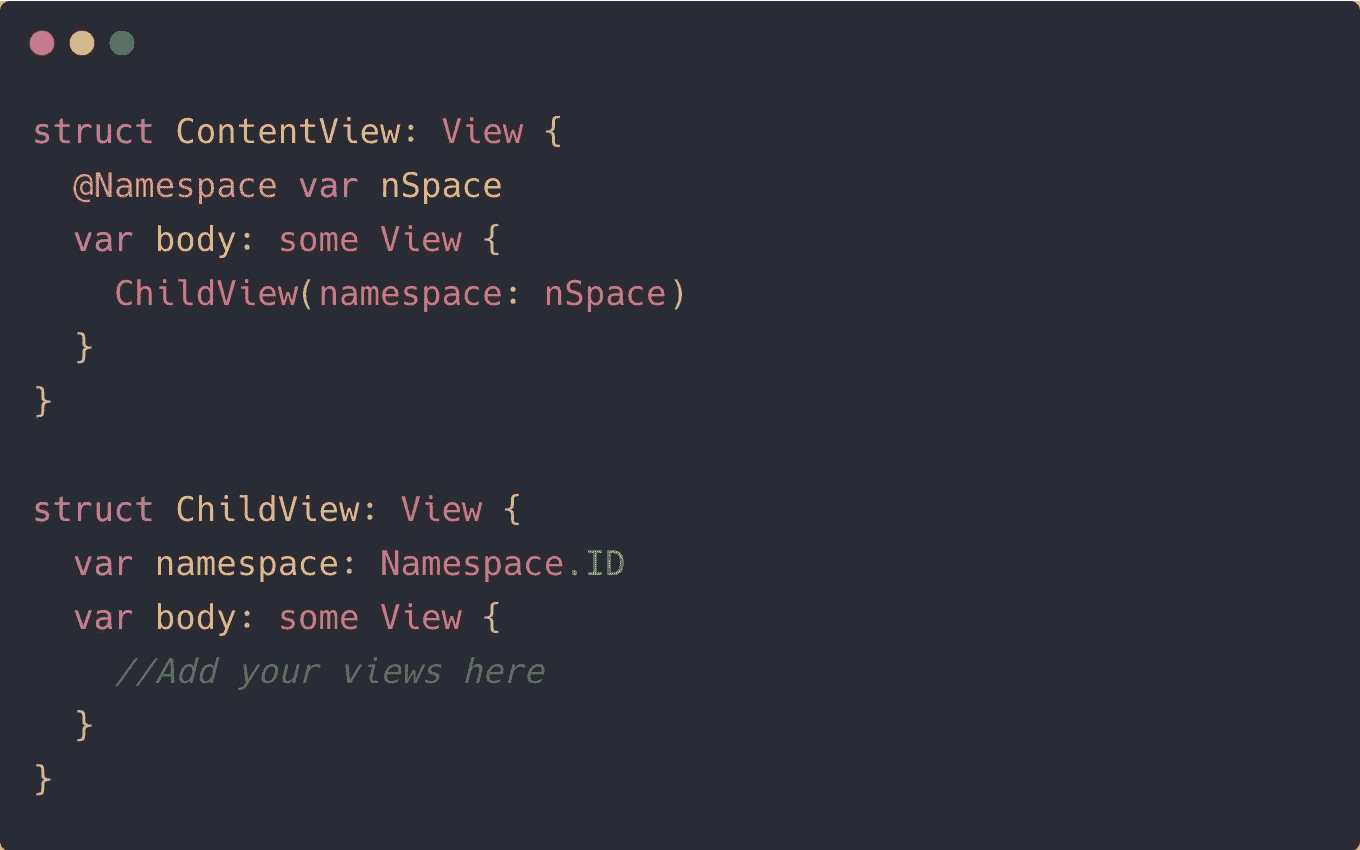 struct ContentView: View {
  @Namespace var nSpace
  var body: some View {
    ChildView(namespace: nSpace)
  }
}

struct ChildView: View {
  var namespace: Namespace.ID
  var body: some View {
    //Add your views here
  }
}